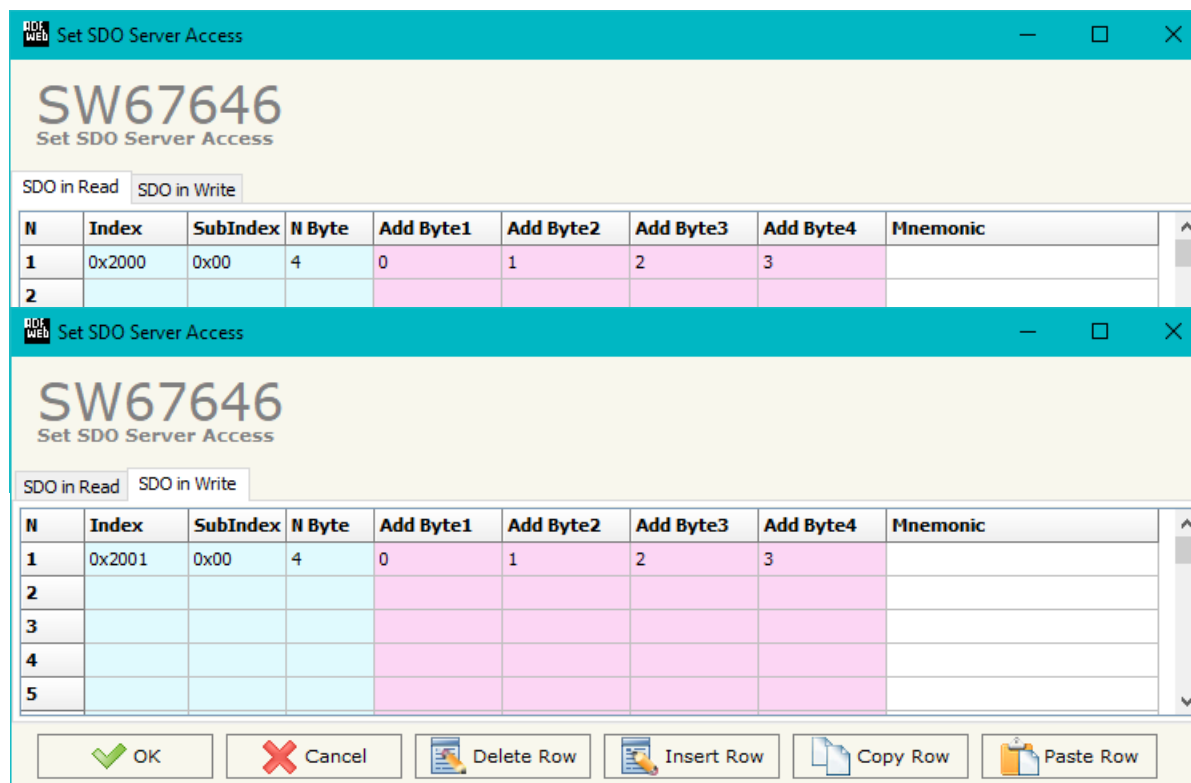 ADF WEB Set SDO Server Access
SW67646
Set SDO Server Access
SDO in Read SDO in Write
N Index SubIndex N Byte Add Byte1 Add Byte2 Add Byte3 Add Byte4 Mnemonic
1 0x2000 0x00 4 0 1 2 3
2
ADF WEB Set SDO Server Access
SW67646
Set SDO Server Access
SDO in Read SDO in Write
N Index SubIndex N Byte Add Byte1 Add Byte2 Add Byte3 Add Byte4 Mnemonic
1 0x2001 0x00 4 0 1 2 3
2
3
4
5
OK Cancel Delete Row Insert Row Copy Row Paste Row